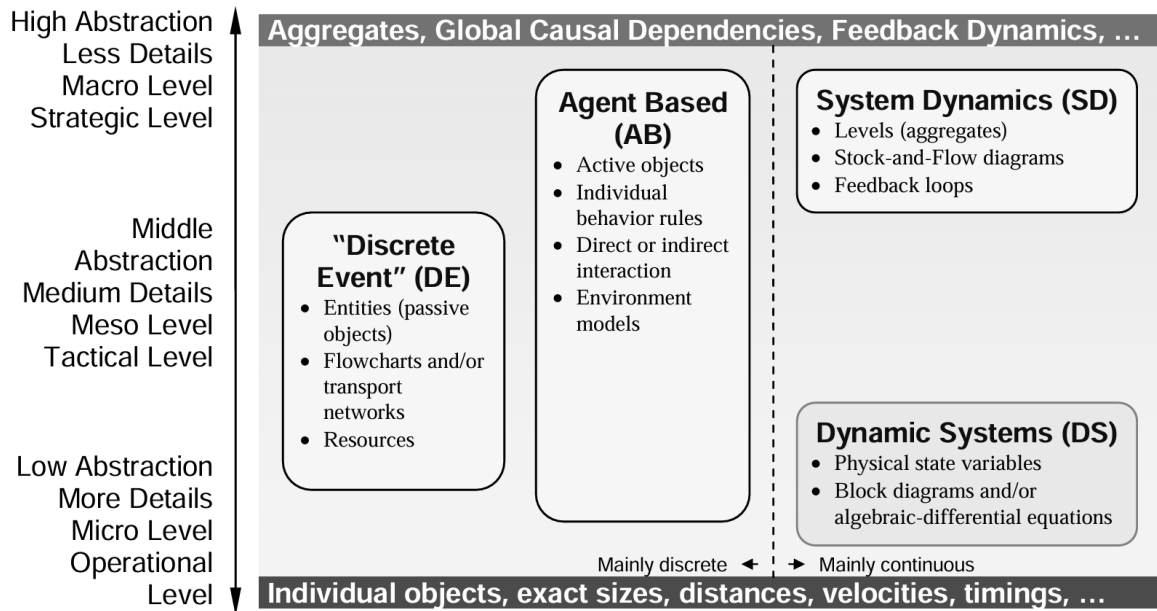 High Abstraction
Less Details
Macro Level
Strategic Level
Middle
Abstraction
Medium Details
Meso Level
Tactical Level
Low Abstraction
More Details
Micro Level
Operational
Level
Aggregates, Global Causal Dependencies, Feedback Dynamics, …
"Discrete
Event" (DE)
• Entities (passive
objects)
• Flowcharts and/or
transport
networks
• Resources
Agent Based
(AB)
• Active objects
• Individual
behavior rules
• Direct or indirect
interaction
• Environment
models
System Dynamics (SD)
• Levels (aggregates)
• Stock-and-Flow diagrams
• Feedback loops
Dynamic Systems (DS)
• Physical state variables
• Block diagrams and/or
algebraic-differential equations
Mainly discrete
Mainly continuous
Individual objects, exact sizes, distances, velocities, timings, …